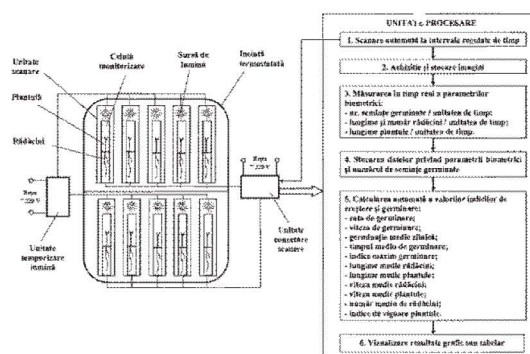 Unitate
scanare
Celulă
monitorizare
Sursă de
lumină
Incintă
termostatată
Plantulă
Rădăcini
Rețea
~220 V
Unitate
temporizare
lumină
Rețea
~220 V
Unitate
conectare
scanere
UNITATE PROCESARE
1. Scanare automată la intervale regulate de timp
2. Achiziție și stocare imagini
3. Măsurarea în timp real a parametrilor
biometrici:
- nr. semințe germinate / unitatea de timp;
- lungime și număr rădăcini / unitatea de timp;
- lungime plantule / unitatea de timp.
4. Stocarea datelor privind parametrii biometrici
și numărul de semințe germinate
5. Calcularea automată a valorilor indicilor de
creștere și germinare:
- rata de germinare;
- viteza de germinare;
- germinație medie zilnică;
- timpul mediu de germinare;
- indice maxim germinare;
- lungime medie rădăcini;
- lungime medie plantule;
- viteza medie rădăcini;
- viteza medie plantule;
- număr mediu de rădăcini;
- indice de vigoare plantule.
6. Vizualizare rezultate grafic sau tabelar